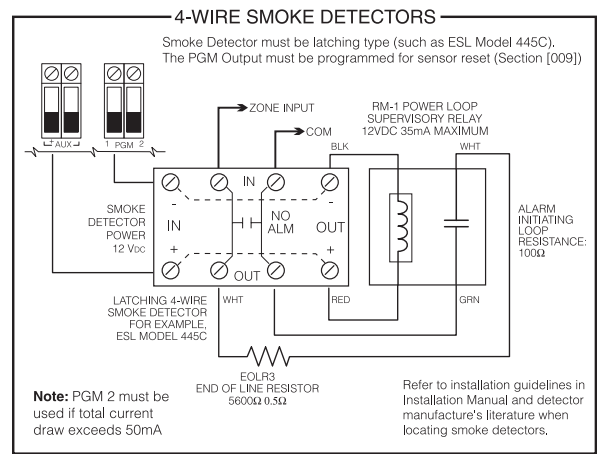 4-WIRE SMOKE DETECTORS
Smoke Detector must be latching type (such as ESL Model 445C).
The PGM Output must be programmed for sensor reset (Section [009])
+ AUX -
1 PGM 2
ZONE INPUT
COM
RM-1 POWER LOOP
SUPERVISORY RELAY
12VDC 35mA MAXIMUM
BLK
WHT
IN
-
-
SMOKE
DETECTOR
POWER
12 VDC
IN
NO
ALM
OUT
+
+
OUT
ALARM
INITIATING
LOOP
RESISTANCE:
100Ω
LATCHING 4-WIRE
SMOKE DETECTOR
FOR EXAMPLE,
ESL MODEL 445C
WHT
RED
GRN
EOLR3
END OF LINE RESISTOR
5600Ω 0.5Ω
Note: PGM 2 must be
used if total current
draw exceeds 50mA
Refer to installation guidelines in
Installation Manual and detector
manufacture's literature when
locating smoke detectors.